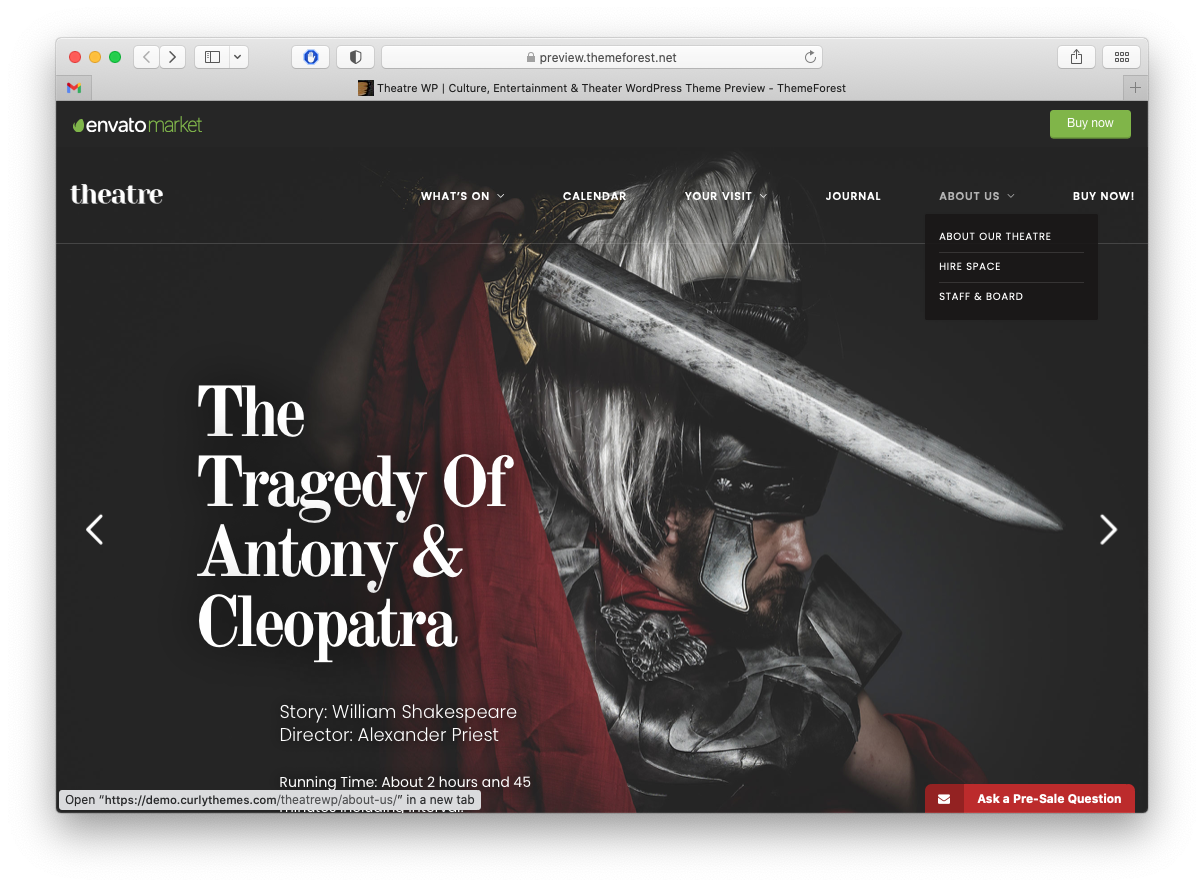 preview.themeforest.net
Theatre WP | Culture, Entertainment & Theater WordPress Theme Preview - ThemeForest
envato market
Buy now
theatre
WHAT'S ON
CALENDAR
YOUR VISIT
JOURNAL
ABOUT US
BUY NOW!
ABOUT OUR THEATRE
HIRE SPACE
STAFF & BOARD
The
Tragedy Of
Antony &
Cleopatra
Story: William Shakespeare
Director: Alexander Priest
Running Time: About 2 hours and 45
Open “https://demo.curlythemes.com/theatrewp/about-us/” in a new tab
Ask a Pre-Sale Question